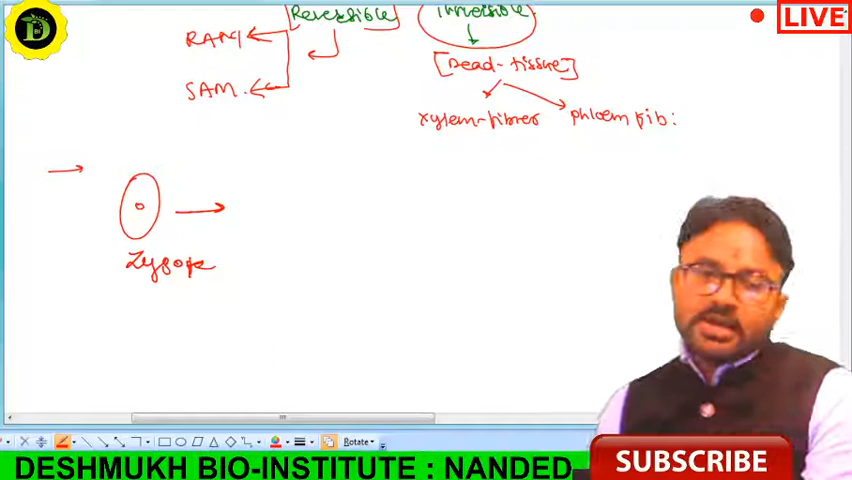 LIVE
Reversible Irreversible
RAM
SAM.
[Dead-tissue]
xylem-fibres phloem fib:
Zygote
Rotate
DESHMUKH BIO-INSTITUTE : NANDED
SUBSCRIBE